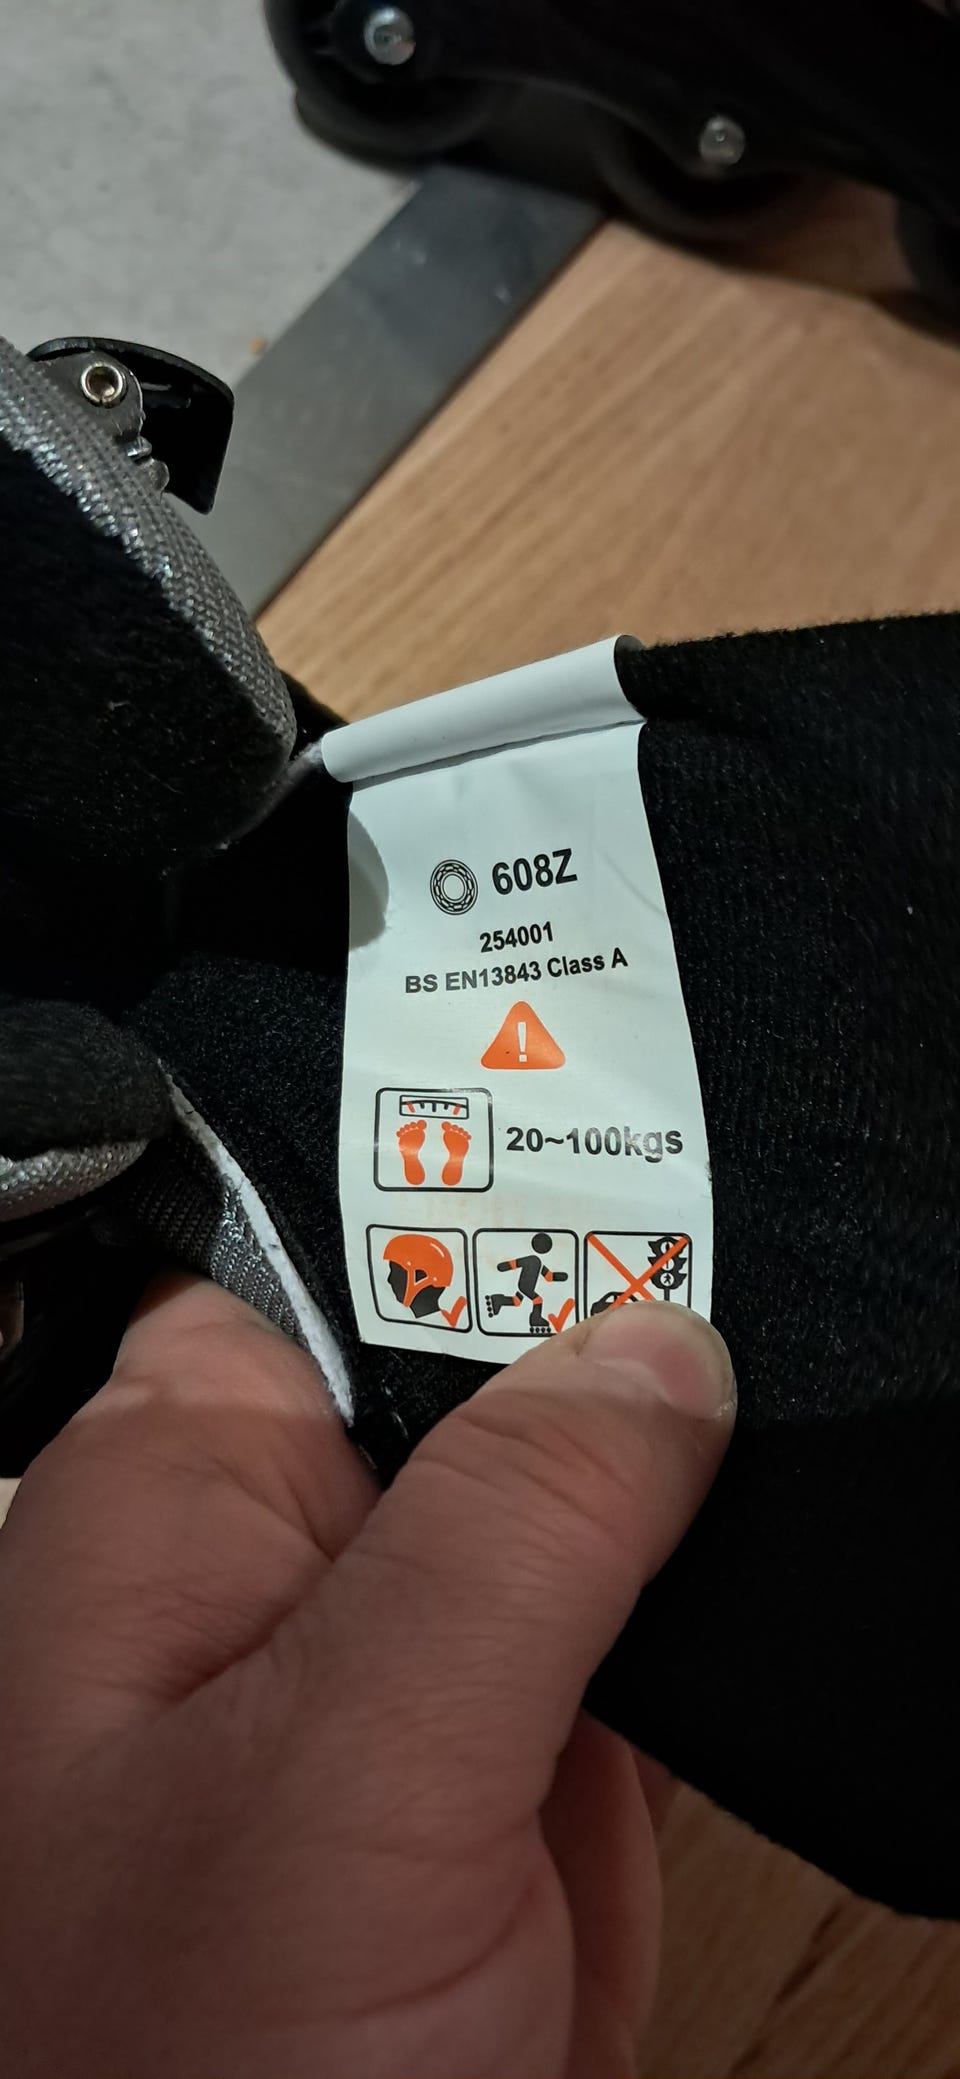 608Z
254001
BS EN13843 Class A
!
20~100kgs